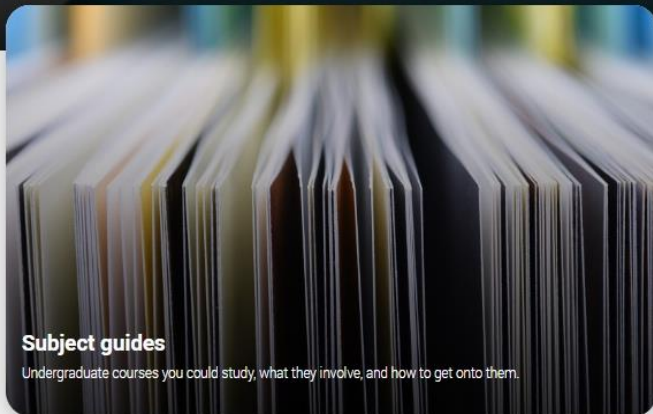 Subject guides
Undergraduate courses you could study, what they involve, and how to get onto them.